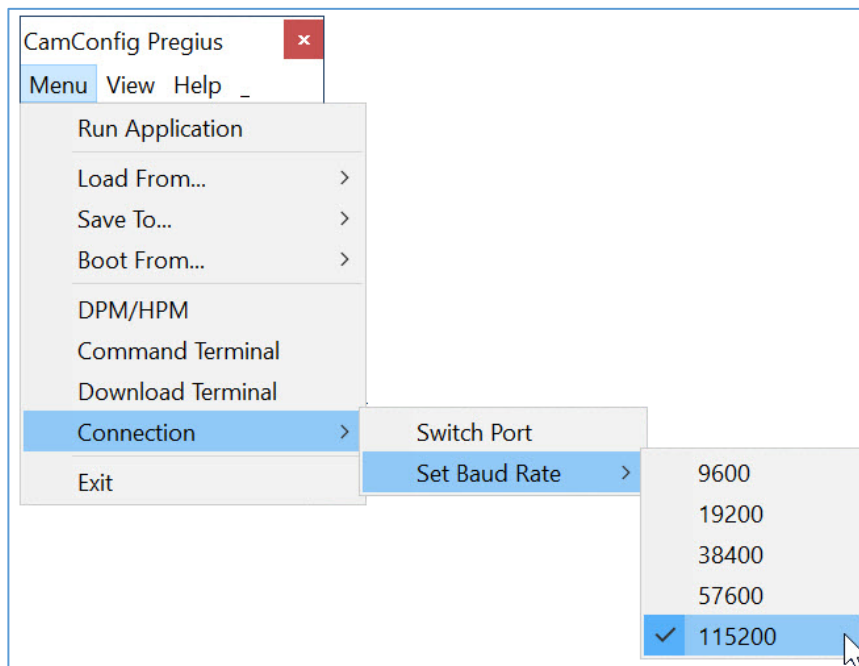 CamConfig Pregius
Menu View Help _
Run Application
Load From...
Save To...
Boot From...
DPM/HPM
Command Terminal
Download Terminal
Connection
Exit
Switch Port
Set Baud Rate
9600
19200
38400
57600
115200